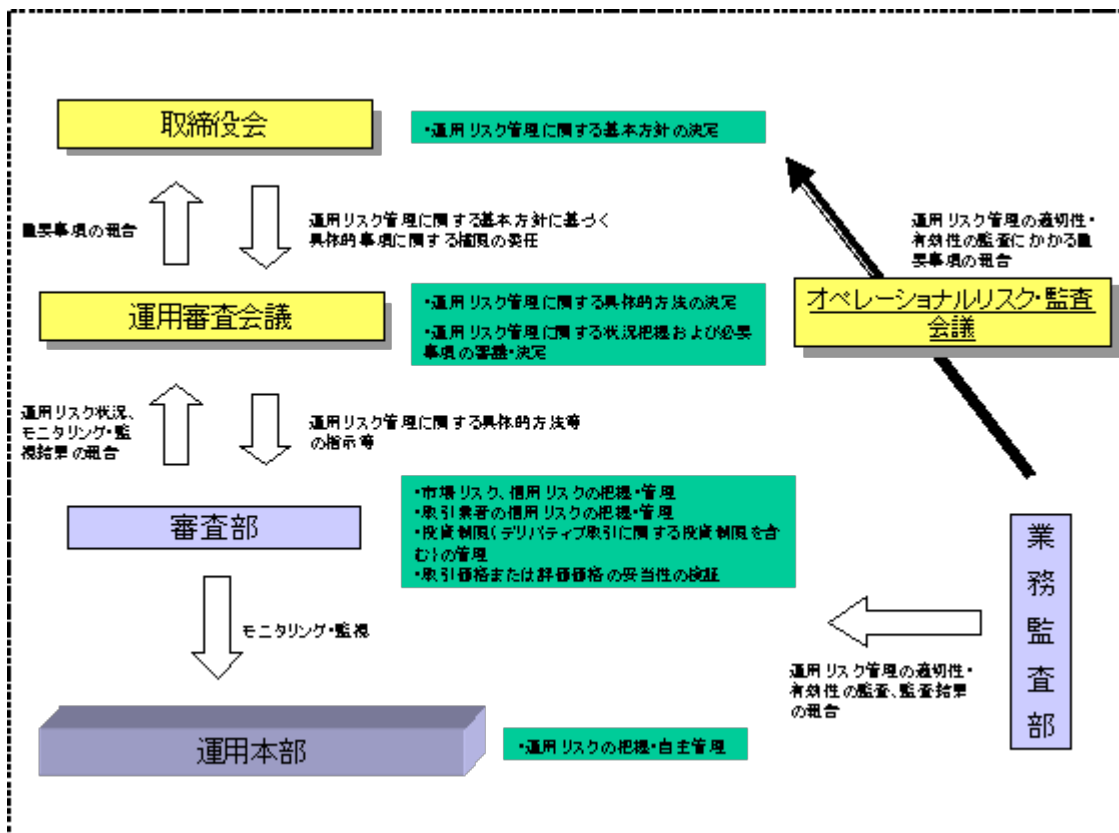 取締役会
・運用リスク管理に関する基本方針の決定
重要事項の報告
運用リスク管理に関する基本方針に基づく
具体的事項に関する権限の委任
運用リスク管理の適切性・
有効性の監査にかかる重
要事項の報告
運用審査会議
・運用リスク管理に関する具体的方法の決定
・運用リスク管理に関する状況把握および必要
事項の審議・決定
オペレーショナルリスク・監査
会議
運用リスク状況、
モニタリング・監
視結果の報告
運用リスク管理に関する具体的方法等
の指示等
審査部
・市場リスク、信用リスクの把握・管理
・取引業者の信用リスクの把握・管理
・投資制限(デリバティブ取引に関する投資制限を含
む)の管理
・取引価格または評価価格の妥当性の検証
業務監査部
モニタリング・監視
運用リスク管理の適切性・
有効性の監査、監査結果
の報告
運用本部
・運用リスクの把握・自主管理